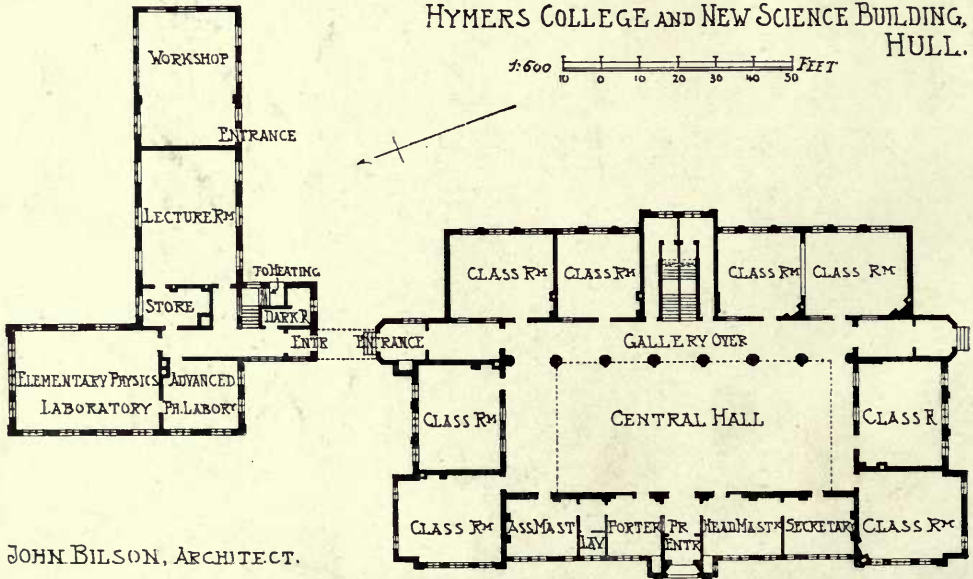 HYMERS COLLEGE AND NEW SCIENCE BUILDING,
HULL.
1:600 10 0 10 20 30 40 50 FEET
WORKSHOP
ENTRANCE
LECTURE RM
TO HEATING
STORE
DARK R
ENTR
ENTRANCE
ELEMENTARY PHYSICS
LABORATORY
ADVANCED
PH. LABORY
CLASS RM
CLASS RM
CLASS RM
CLASS RM
GALLERY OVER
CLASS RM
CENTRAL HALL
CLASS R
CLASS RM
ASS MAST
LAV
PORTER
PR
ENTR
HEAD MASTR
SECRETARY
CLASS RM
JOHN BILSON, ARCHITECT.